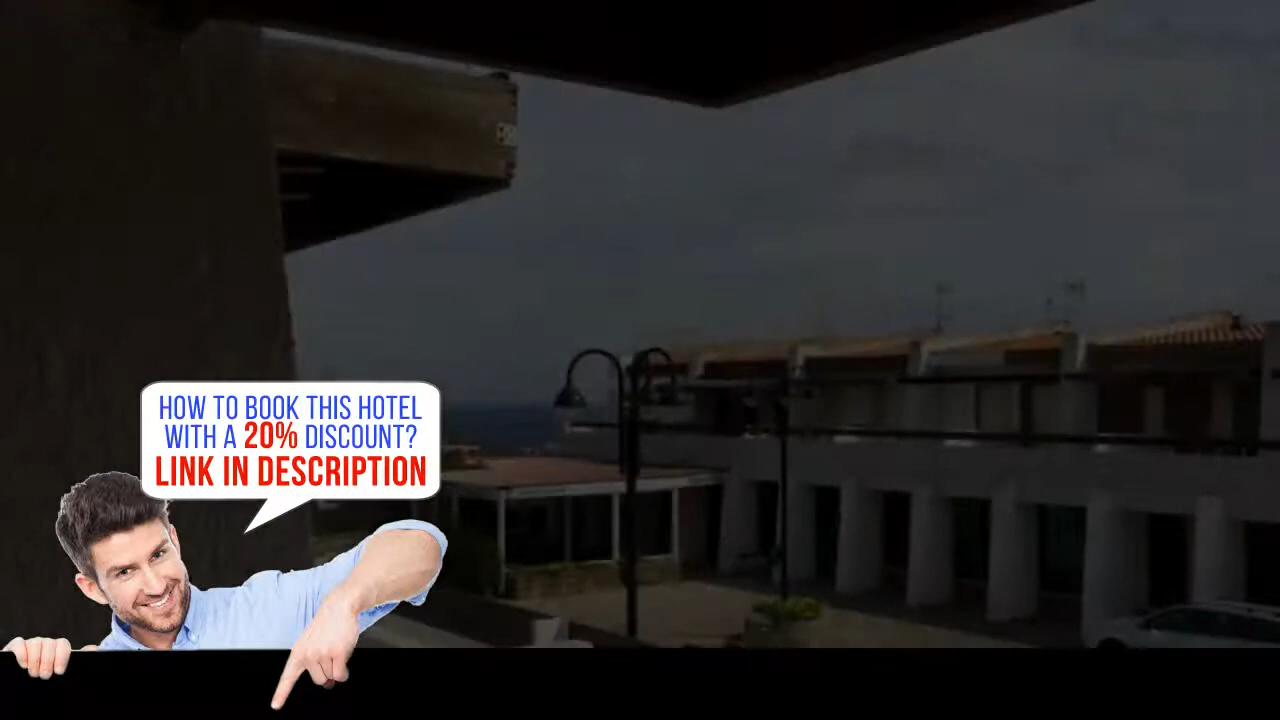 HOW TO BOOK THIS HOTEL
WITH A 20% DISCOUNT?
LINK IN DESCRIPTION